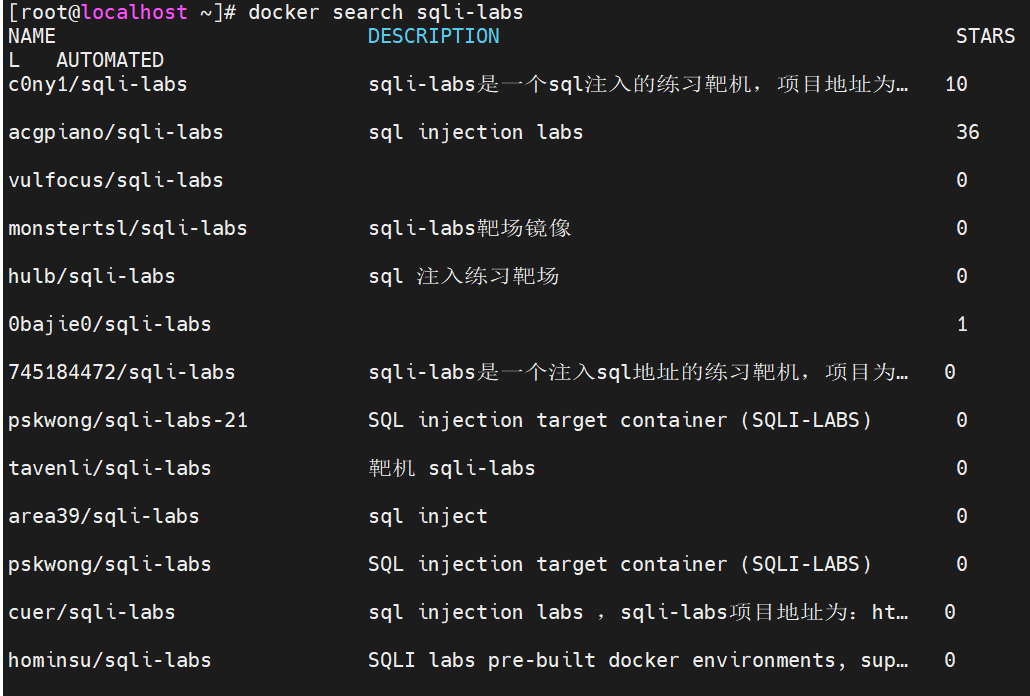 [root@localhost ~]# docker search sqli-labs
NAME DESCRIPTION STARS
L AUTOMATED
c0ny1/sqli-labs sqli-labs是一个sql注入的练习靶机，项目地址为… 10
acgpiano/sqli-labs sql injection labs 36
vulfocus/sqli-labs 0
monstertsl/sqli-labs sqli-labs靶场镜像 0
hulb/sqli-labs sql 注入练习靶场 0
0bajie0/sqli-labs 1
745184472/sqli-labs sqli-labs是一个注入sql地址的练习靶机，项目为… 0
pskwong/sqli-labs-21 SQL injection target container (SQLI-LABS) 0
tavenli/sqli-labs 靶机 sqli-labs 0
area39/sqli-labs sql inject 0
pskwong/sqli-labs SQL injection target container (SQLI-LABS) 0
cuer/sqli-labs sql injection labs ，sqli-labs项目地址为：ht… 0
hominsu/sqli-labs SQLI labs pre-built docker environments, sup… 0